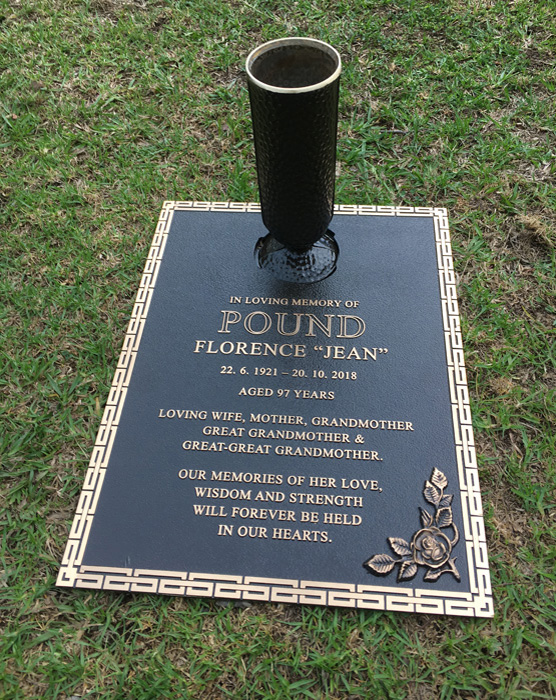 IN LOVING MEMORY OF
POUND
FLORENCE “JEAN”
22. 6. 1921 – 20. 10. 2018
AGED 97 YEARS
LOVING WIFE, MOTHER, GRANDMOTHER
GREAT GRANDMOTHER &
GREAT-GREAT GRANDMOTHER.
OUR MEMORIES OF HER LOVE,
WISDOM AND STRENGTH
WILL FOREVER BE HELD
IN OUR HEARTS.